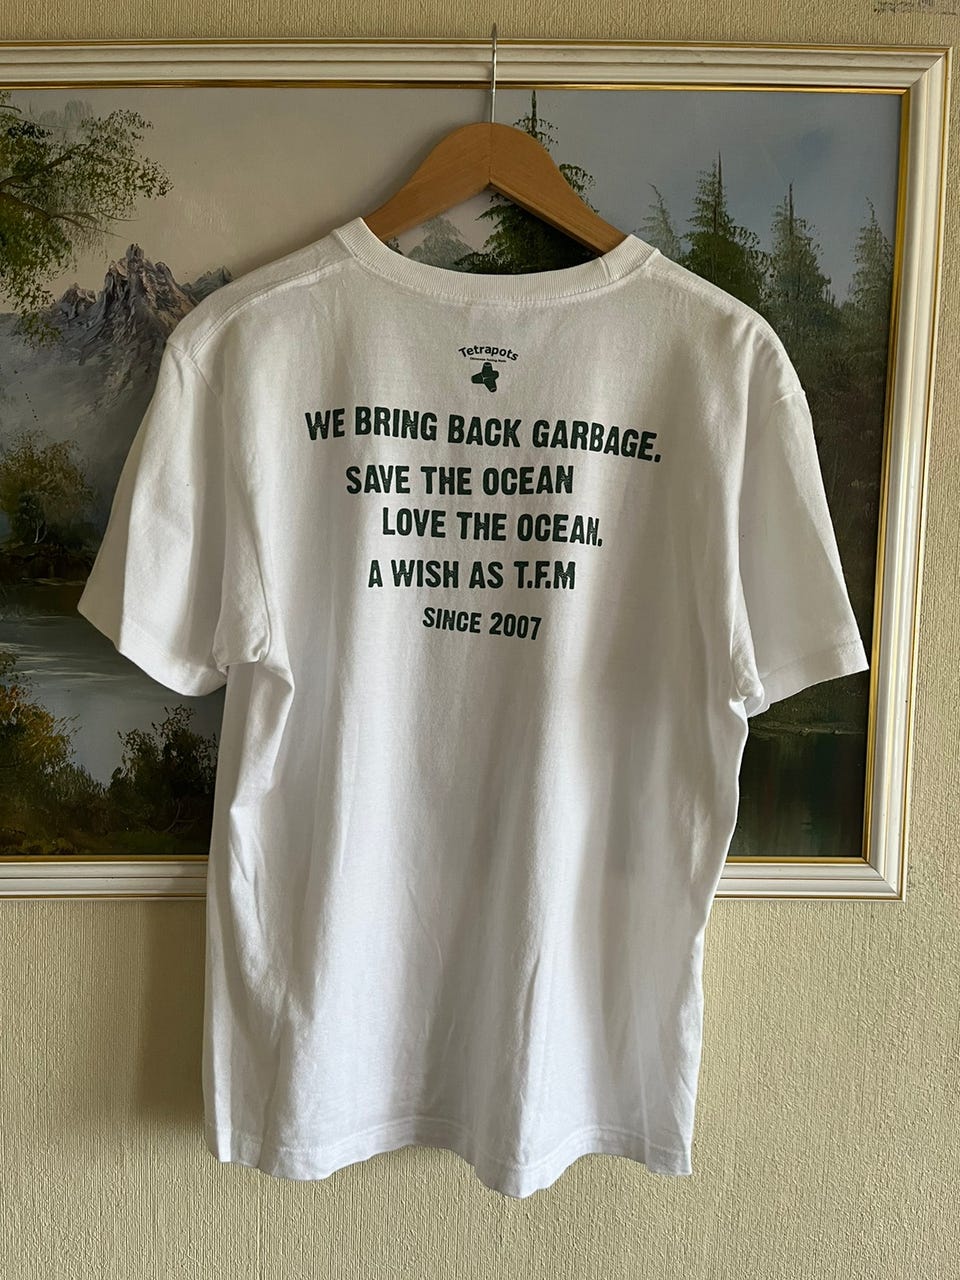 Tetrapots
WE BRING BACK GARBAGE.
SAVE THE OCEAN
LOVE THE OCEAN.
A WISH AS T.F.M
SINCE 2007